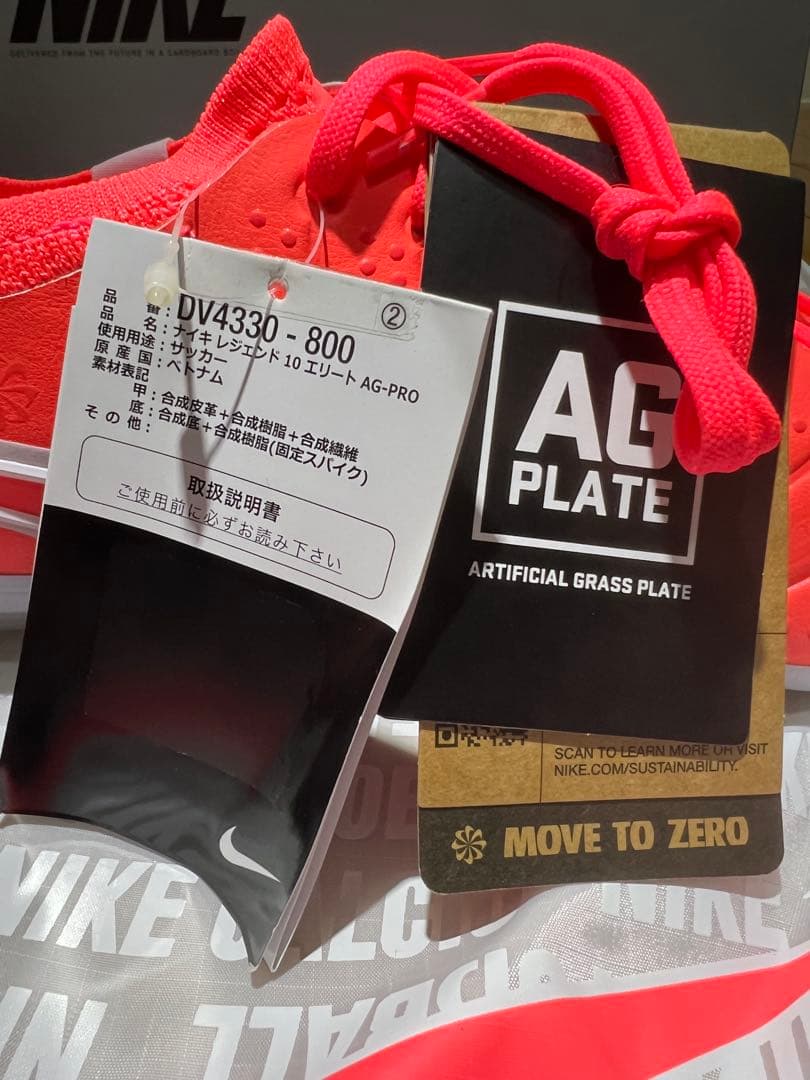 NIKE
DELIVERED FROM THE FUTURE IN A CARDBOARD BOX
②
品番：DV4330-800
品名：ナイキ レジェンド 10 エリート AG-PRO
使用用途：サッカー
原産国：ベトナム
素材表記
甲：合成皮革＋合成樹脂＋合成繊維
底：合成底＋合成樹脂(固定スパイク)
その他：
取扱説明書
ご使用前に必ずお読み下さい
AG
PLATE
ARTIFICIAL GRASS PLATE
SCAN TO LEARN MORE OR VISIT
NIKE.COM/SUSTAINABILITY.
MOVE TO ZERO
NIKE CALCIO
NIKE